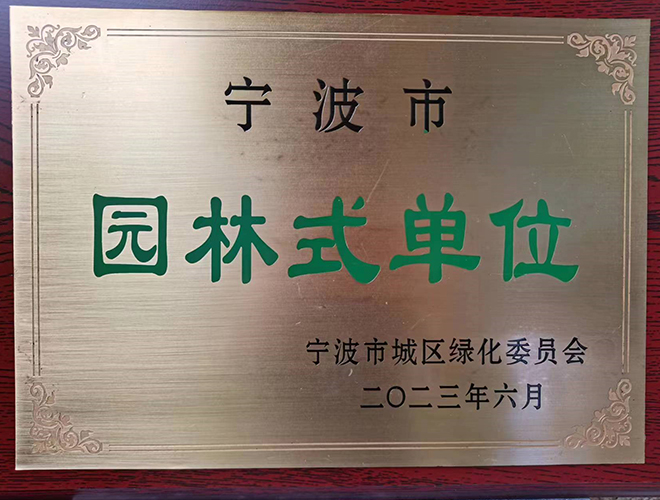 宁波市
园林式单位
宁波市城区绿化委员会
二〇二三年六月